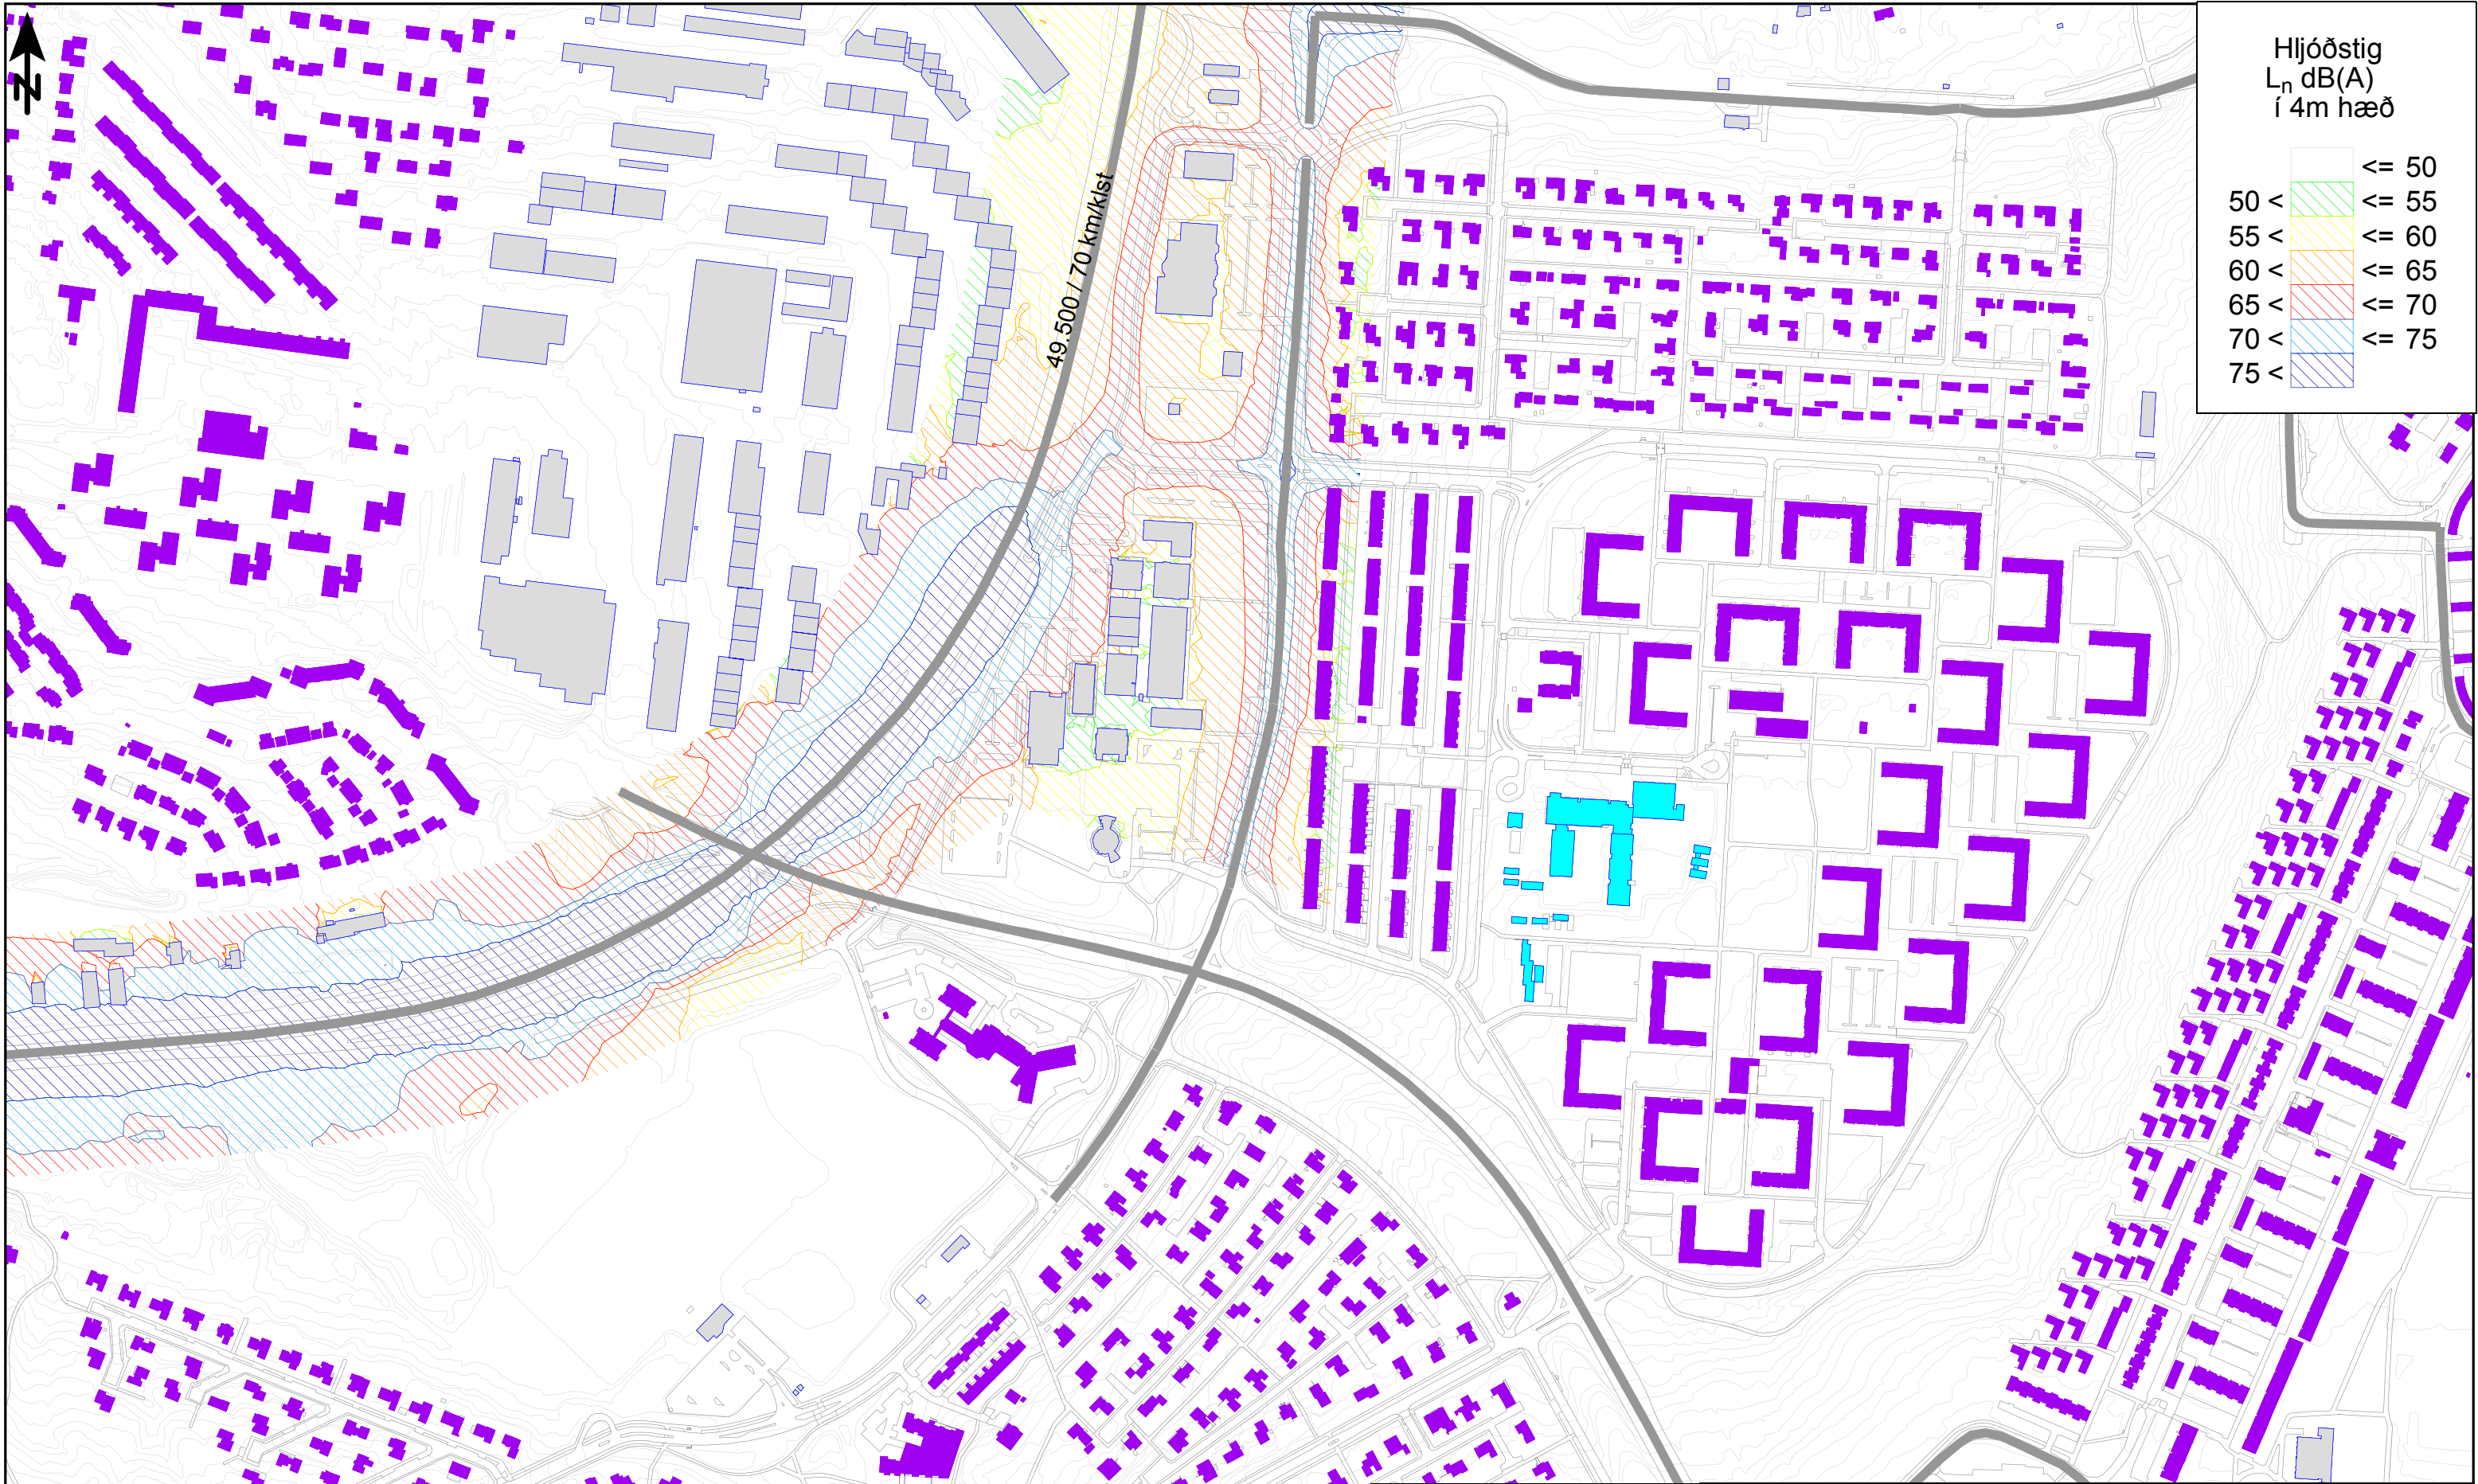 N
Hljóðstig
Ln dB(A)
í 4m hæð
<= 50
50 < <= 55
55 < <= 60
60 < <= 65
65 < <= 70
70 < <= 75
75 <
49.500 / 70 km/klst